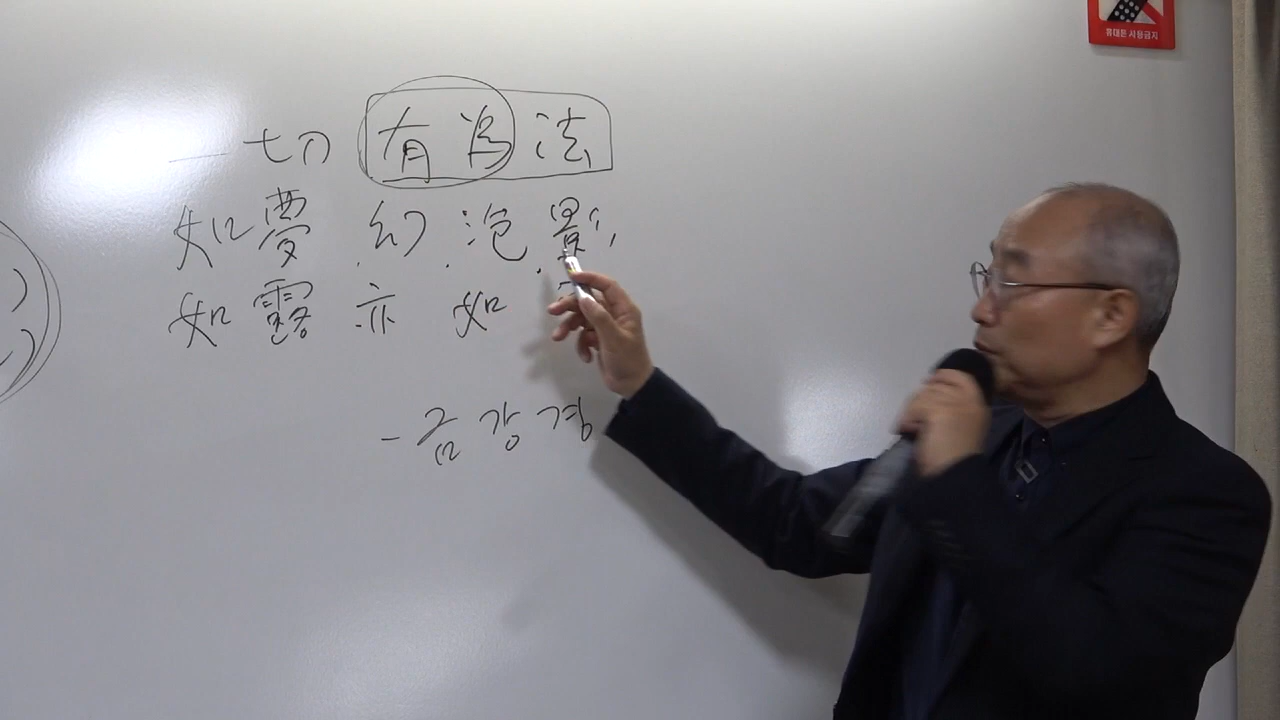 휴대폰 사용금지
一切 有爲法
如夢幻泡影
如露亦如
- 금강경